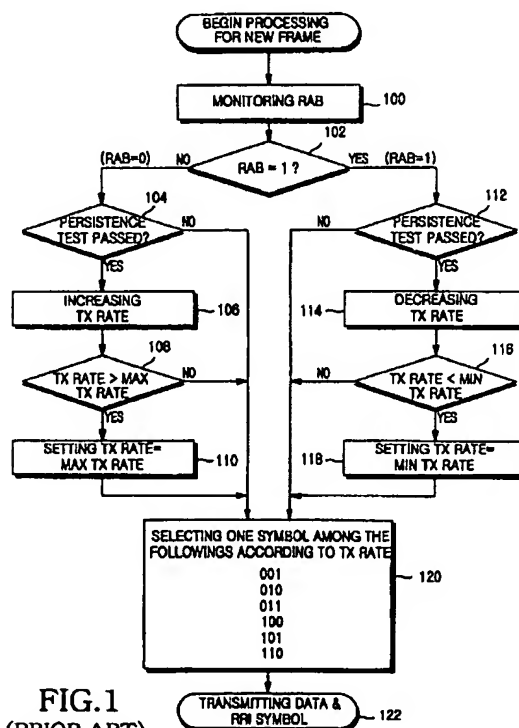 BEGIN PROCESSING
FOR NEW FRAME
MONITORING RAB
100
102
(RAB=0)
NO
RAB = 1 ?
YES
(RAB=1)
104
PERSISTENCE
TEST PASSED?
NO
YES
112
NO
PERSISTENCE
TEST PASSED?
YES
INCREASING
TX RATE
106
114
DECREASING
TX RATE
108
TX RATE > MAX
TX RATE
NO
YES
116
NO
TX RATE < MIN
TX RATE
YES
SETTING TX RATE=
MAX TX RATE
110
118
SETTING TX RATE=
MIN TX RATE
SELECTING ONE SYMBOL AMONG THE
FOLLOWINGS ACCORDING TO TX RATE
001
010
011
100
101
110
120
FIG.1
(PRIOR ART)
TRANSMITTING DATA &
RRI SYMBOL
122